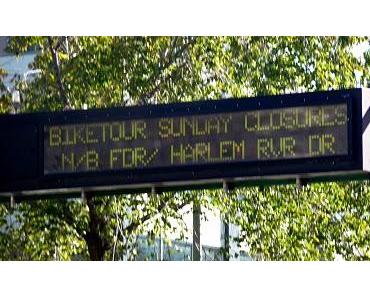 BIKETOUR SUNDAY CLOSURES
N/B FDR/ HARLEM RVR DR